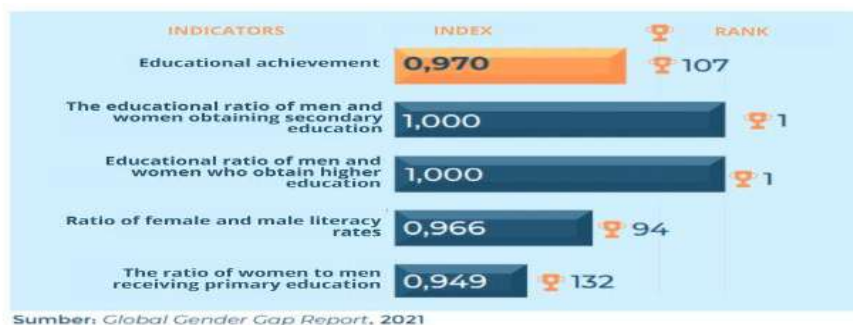 INDICATORS INDEX RANK
Educational achievement 0,970 107
The educational ratio of men and
women obtaining secondary
education 1,000 1
Educational ratio of men and
women who obtain higher
education 1,000 1
Ratio of female and male literacy
rates 0,966 94
The ratio of women to men
receiving primary education 0,949 132
Sumber: Global Gender Gap Report, 2021